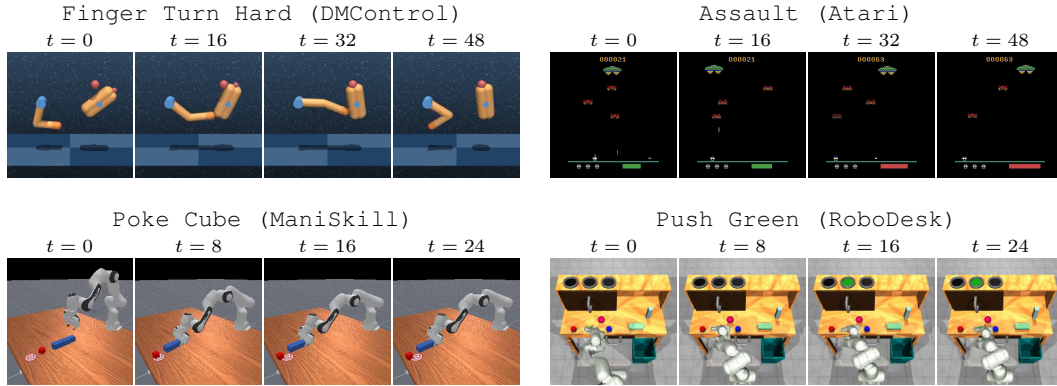 Finger Turn Hard (DMControl)
t = 0 t = 16 t = 32 t = 48
Assault (Atari)
t = 0 t = 16 t = 32 t = 48
000021 000021 000063 000063
Poke Cube (ManiSkill)
t = 0 t = 8 t = 16 t = 24
Push Green (RoboDesk)
t = 0 t = 8 t = 16 t = 24